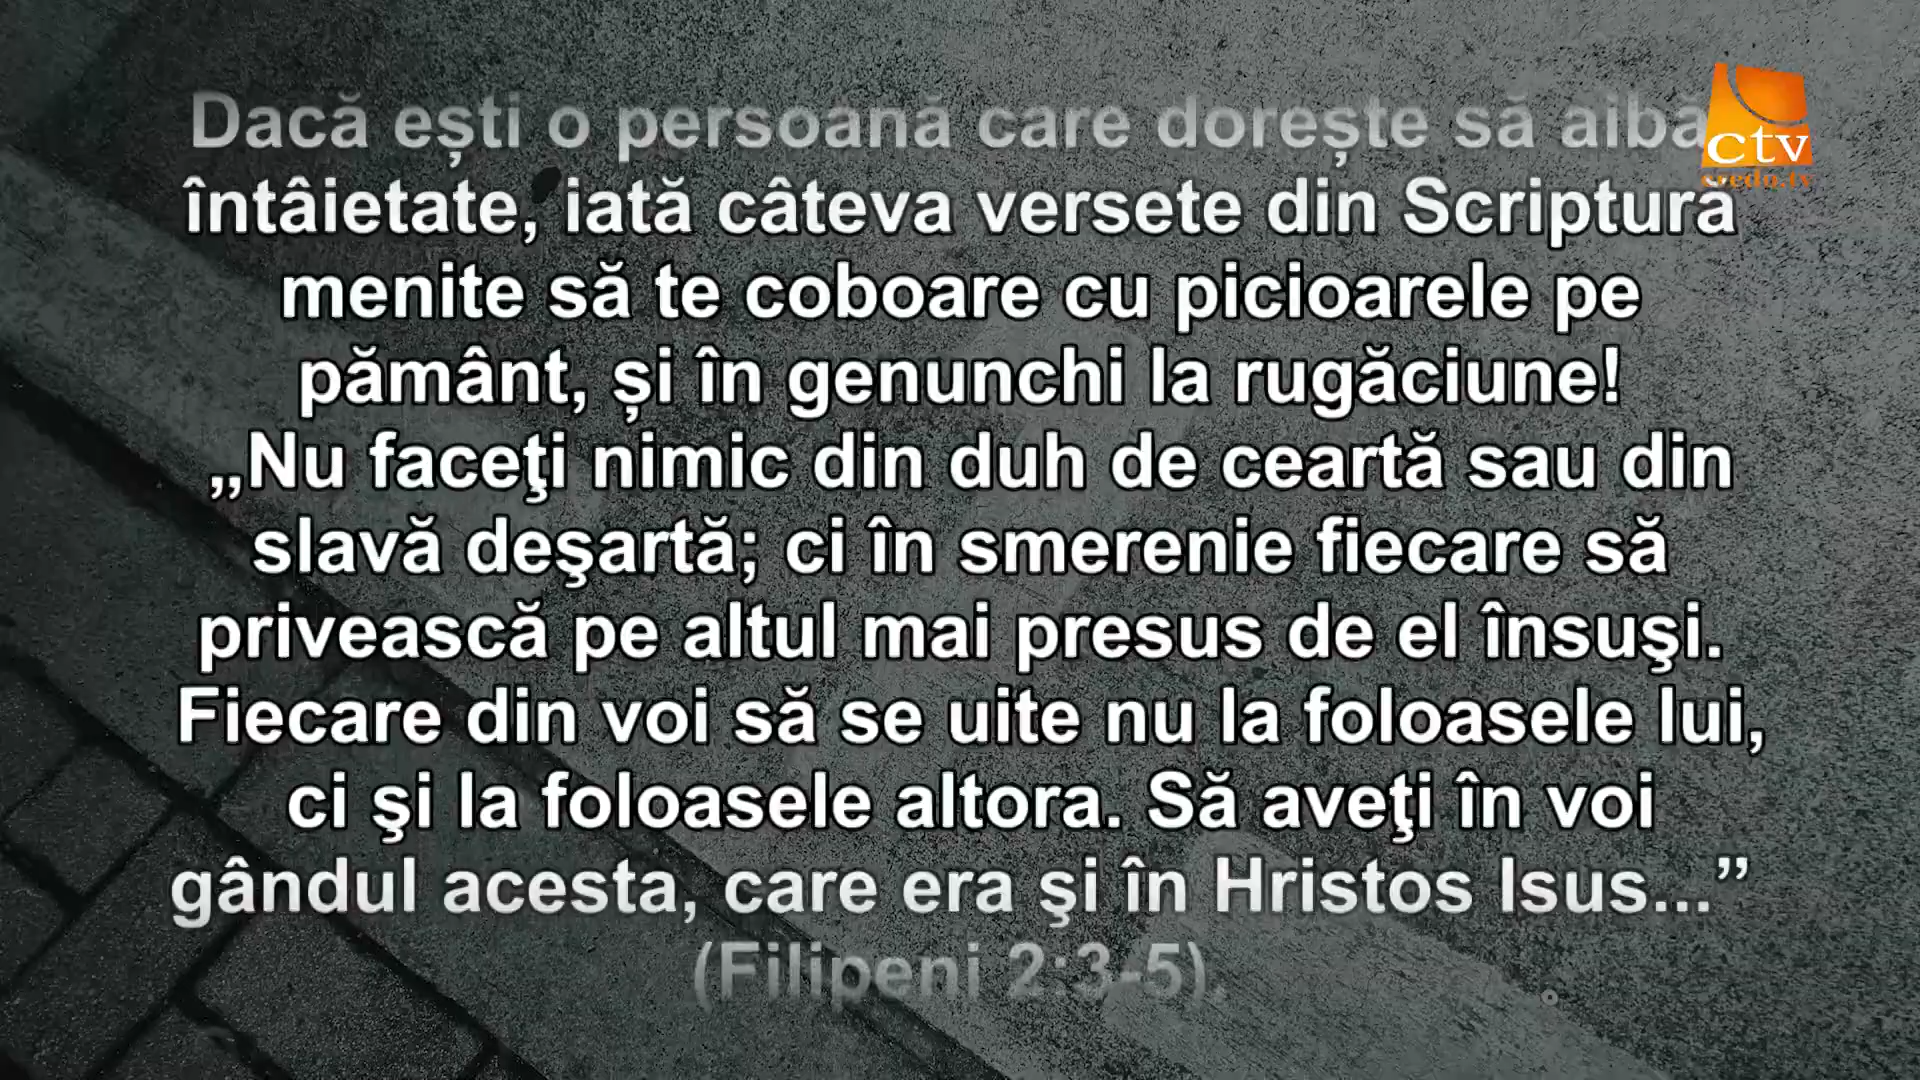 Dacă ești o persoană care dorește să aibă
întâietate, iată câteva versete din Scriptură
menite să te coboare cu picioarele pe
pământ, și în genunchi la rugăciune!
„Nu faceţi nimic din duh de ceartă sau din
slavă deşartă; ci în smerenie fiecare să
privească pe altul mai presus de el însuşi.
Fiecare din voi să se uite nu la foloasele lui,
ci şi la foloasele altora. Să aveţi în voi
gândul acesta, care era şi în Hristos Isus...”
(Filipeni 2:3-5).
ctv
credo.tv